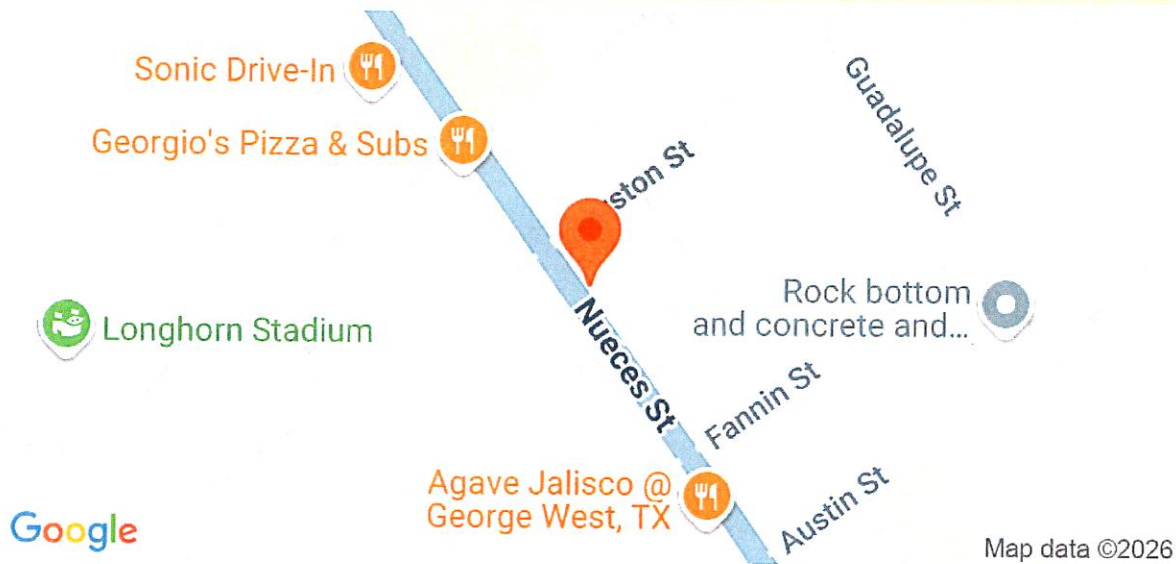 Sonic Drive-In
Georgio's Pizza & Subs
Guadalupe St
St
Longhorn Stadium
Nueces St
Rock bottom
and concrete and...
Fannin St
Agave Jalisco @
George West, TX
Austin St
Google
Map data ©2026